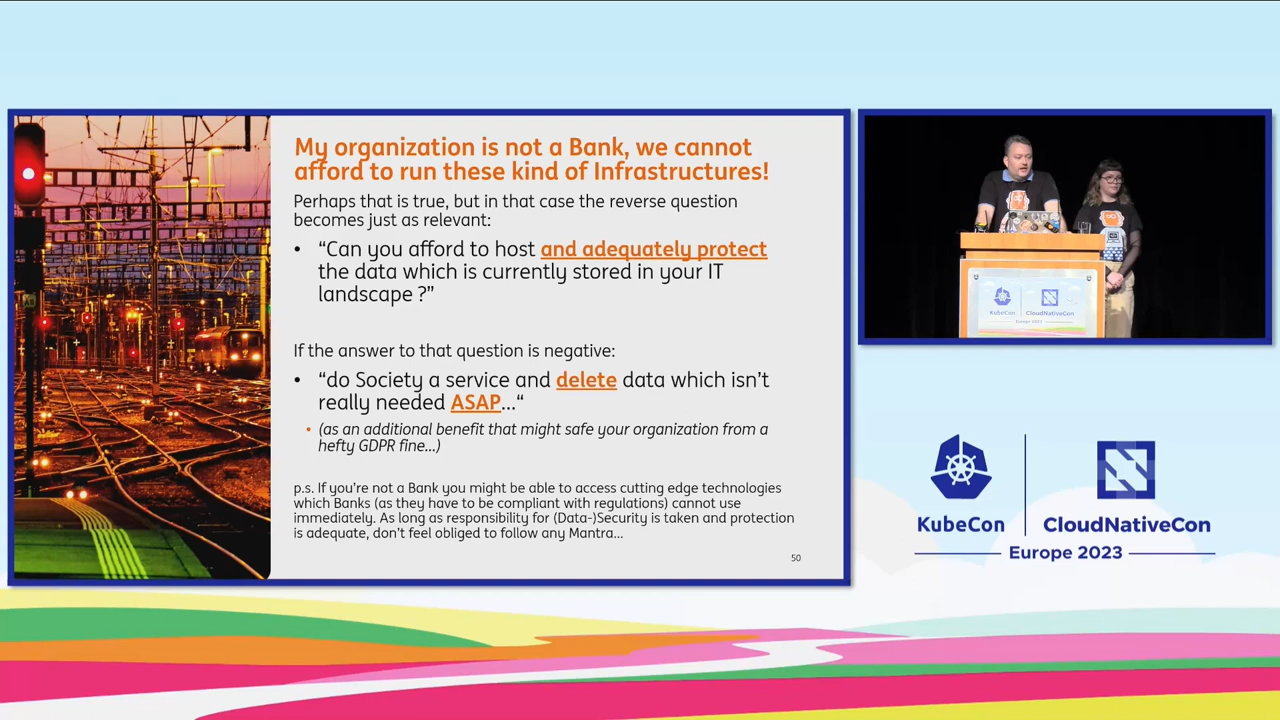 My organization is not a Bank, we cannot
afford to run these kind of Infrastructures!
Perhaps that is true, but in that case the reverse question
becomes just as relevant:
• “Can you afford to host and adequately protect
the data which is currently stored in your IT
landscape ?”
If the answer to that question is negative:
• “do Society a service and delete data which isn’t
really needed ASAP…“
• (as an additional benefit that might safe your organization from a
hefty GDPR fine…)
p.s. If you’re not a Bank you might be able to access cutting edge technologies
which Banks (as they have to be compliant with regulations) cannot use
immediately. As long as responsibility for (Data-)Security is taken and protection
is adequate, don’t feel obliged to follow any Mantra…
50
KubeCon
CloudNativeCon
Europe 2023
KubeCon
CloudNativeCon
Europe 2023